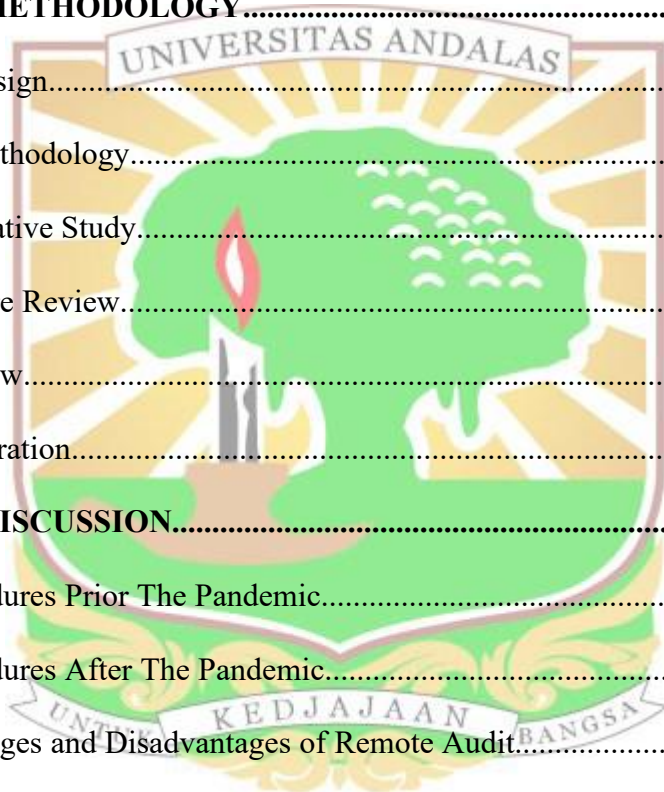 METHODOLOGY
UNIVERSITAS ANDALAS
sign
thodology
ative Study
e Review
w
ration
ISCUSSION
dures Prior The Pandemic
dures After The Pandemic
UNTUK KEDJAJAAN BANGSA
ges and Disadvantages of Remote Audit